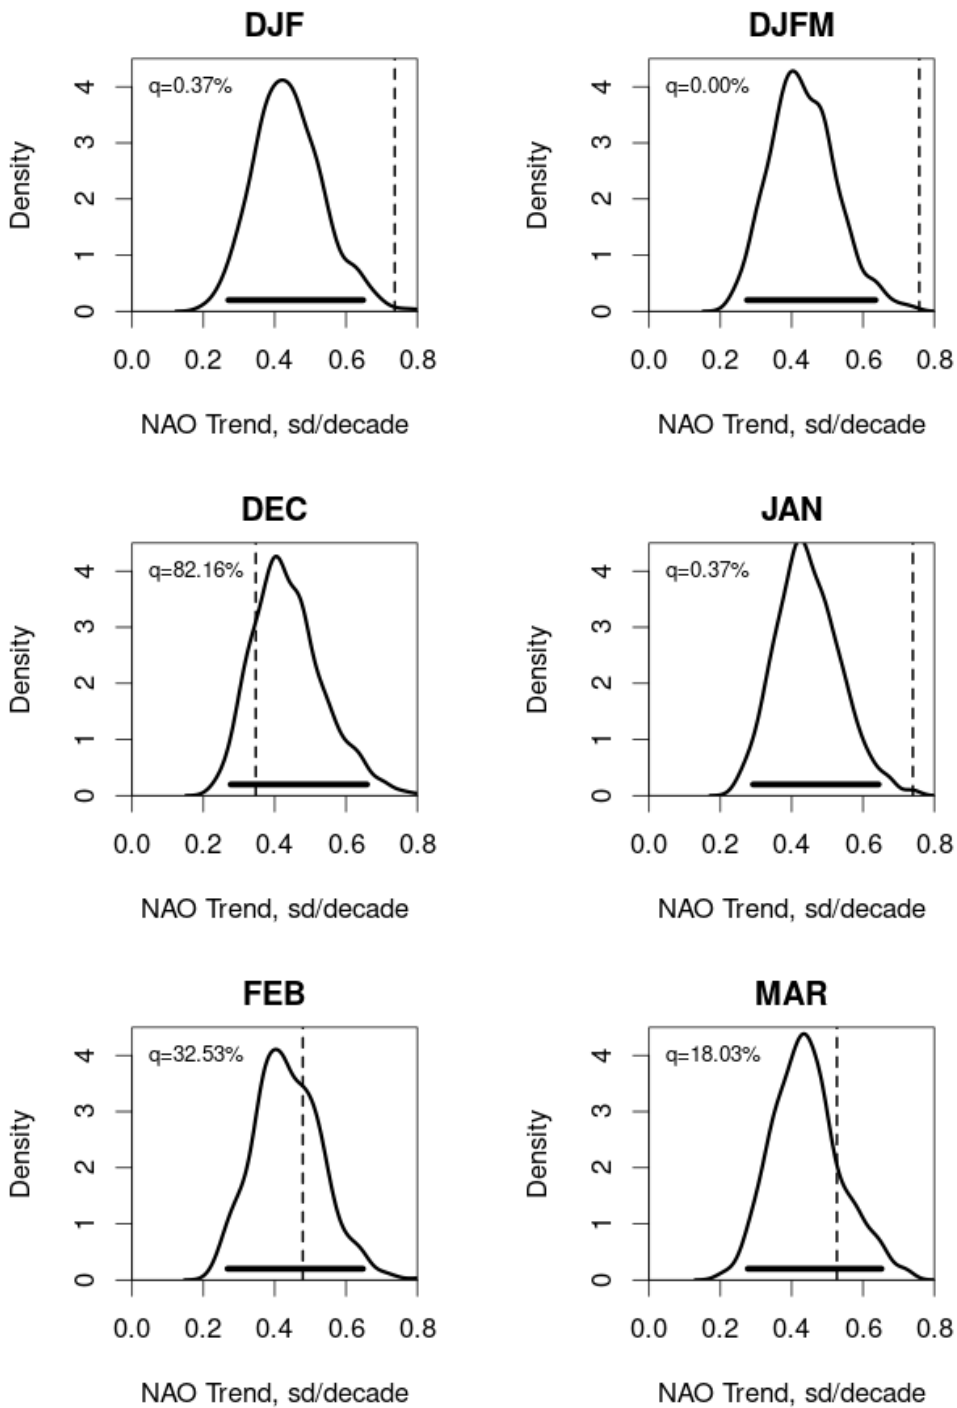 DJF
DJFM
q=0.37%
q=0.00%
Density
0 1 2 3 4
0.0 0.2 0.4 0.6 0.8
NAO Trend, sd/decade
Density
0 1 2 3 4
0.0 0.2 0.4 0.6 0.8
NAO Trend, sd/decade
DEC
JAN
q=82.16%
q=0.37%
Density
0 1 2 3 4
0.0 0.2 0.4 0.6 0.8
NAO Trend, sd/decade
Density
0 1 2 3 4
0.0 0.2 0.4 0.6 0.8
NAO Trend, sd/decade
FEB
MAR
q=32.53%
q=18.03%
Density
0 1 2 3 4
0.0 0.2 0.4 0.6 0.8
NAO Trend, sd/decade
Density
0 1 2 3 4
0.0 0.2 0.4 0.6 0.8
NAO Trend, sd/decade